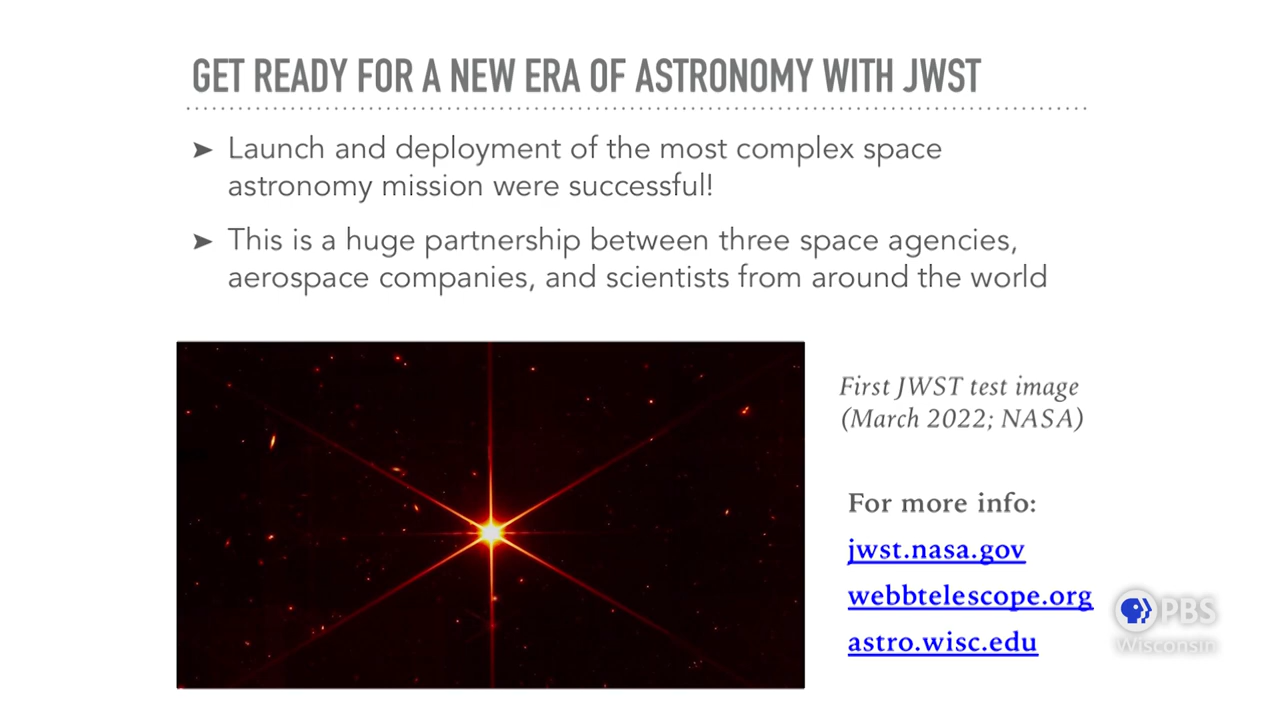 GET READY FOR A NEW ERA OF ASTRONOMY WITH JWST
➤ Launch and deployment of the most complex space
astronomy mission were successful!
➤ This is a huge partnership between three space agencies,
aerospace companies, and scientists from around the world
First JWST test image
(March 2022; NASA)
For more info:
jwst.nasa.gov
webbtelescope.org
astro.wisc.edu
PBS
Wisconsin